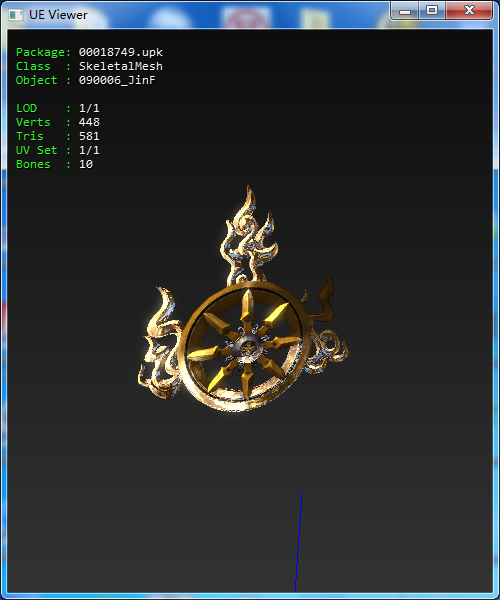 UE Viewer
Package: 00018749.upk
Class : SkeletalMesh
Object : 090006_JinF
LOD : 1/1
Verts : 448
Tris : 581
UV Set : 1/1
Bones : 10